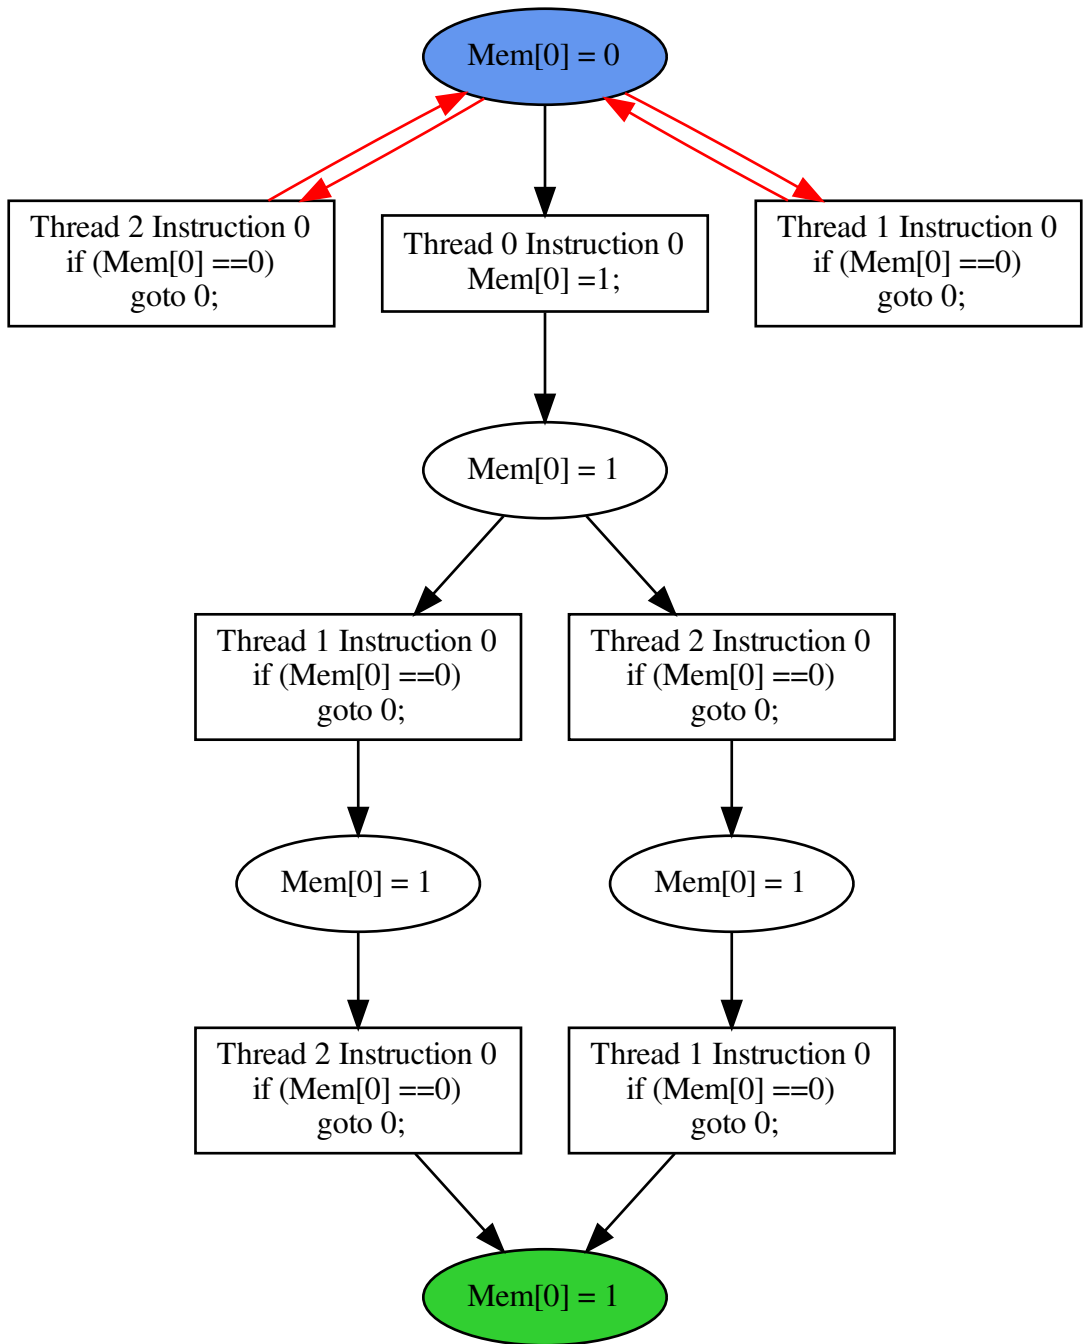 Mem[0] = 0
Thread 2 Instruction 0
if (Mem[0] ==0)
goto 0;
Thread 0 Instruction 0
Mem[0] =1;
Thread 1 Instruction 0
if (Mem[0] ==0)
goto 0;
Mem[0] = 1
Thread 1 Instruction 0
if (Mem[0] ==0)
goto 0;
Thread 2 Instruction 0
if (Mem[0] ==0)
goto 0;
Mem[0] = 1
Mem[0] = 1
Thread 2 Instruction 0
if (Mem[0] ==0)
goto 0;
Thread 1 Instruction 0
if (Mem[0] ==0)
goto 0;
Mem[0] = 1